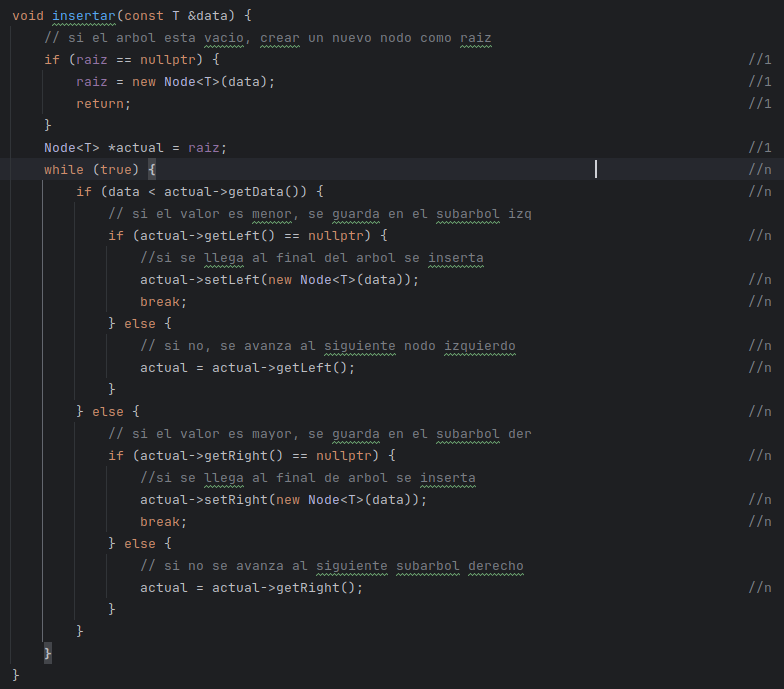 void insertar(const T &data) {
    // si el arbol esta vacio, crear un nuevo nodo como raiz
    if (raiz == nullptr) { //1
        raiz = new Node<T>(data); //1
        return; //1
    }
    Node<T> *actual = raiz; //1
    while (true) { //n
        if (data < actual->getData()) { //n
            // si el valor es menor, se guarda en el subarbol izq
            if (actual->getLeft() == nullptr) { //n
                //si se llega al final del arbol se inserta
                actual->setLeft(new Node<T>(data)); //n
                break; //n
            } else {
                // si no, se avanza al siguiente nodo izquierdo //n
                actual = actual->getLeft(); //n
            }
        } else { //n
            // si el valor es mayor, se guarda en el subarbol der
            if (actual->getRight() == nullptr) { //n
                //si se llega al final de arbol se inserta
                actual->setRight(new Node<T>(data)); //n
                break; //n
            } else {
                // si no se avanza al siguiente subarbol derecho
                actual = actual->getRight(); //n
            }
        }
    }
}